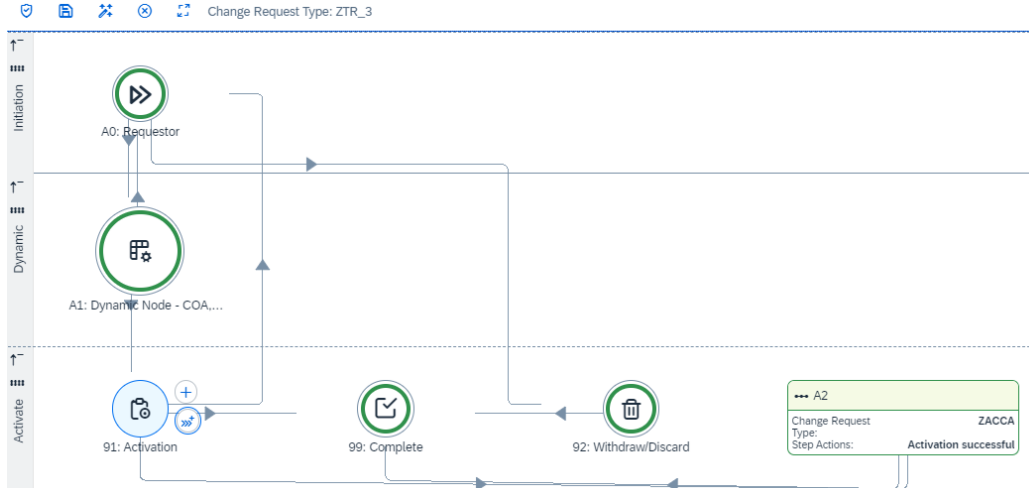 Change Request Type: ZTR_3
Initiation
A0: Requestor
Dynamic
A1: Dynamic Node - COA,...
Activate
91: Activation
99: Complete
92: Withdraw/Discard
A2
Change Request Type: ZACCA
Step Actions: Activation successful